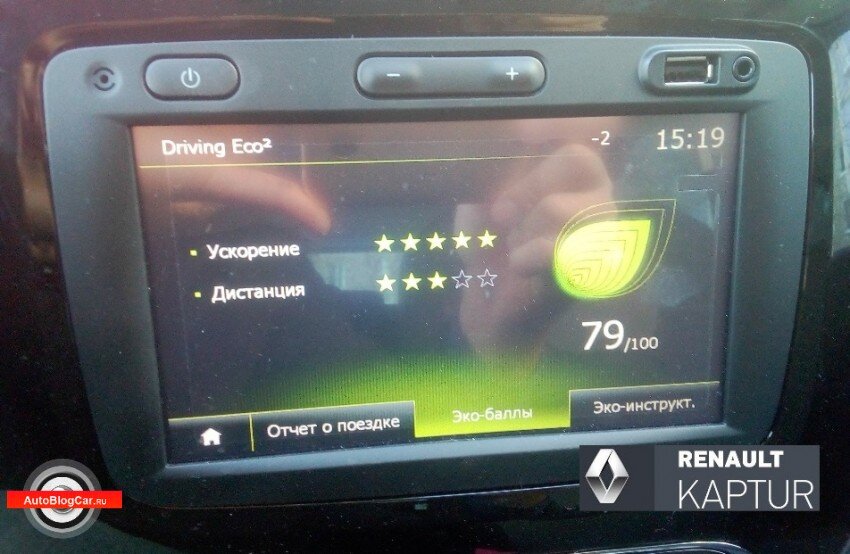 − +
Driving Eco² -2 15:19
▪ Ускорение ★★★★★
▪ Дистанция ★★★☆☆
79/100
Отчет о поездке Эко-баллы Эко-инструкт.
RENAULT
KAPTUR
AutoBlogCar.ru